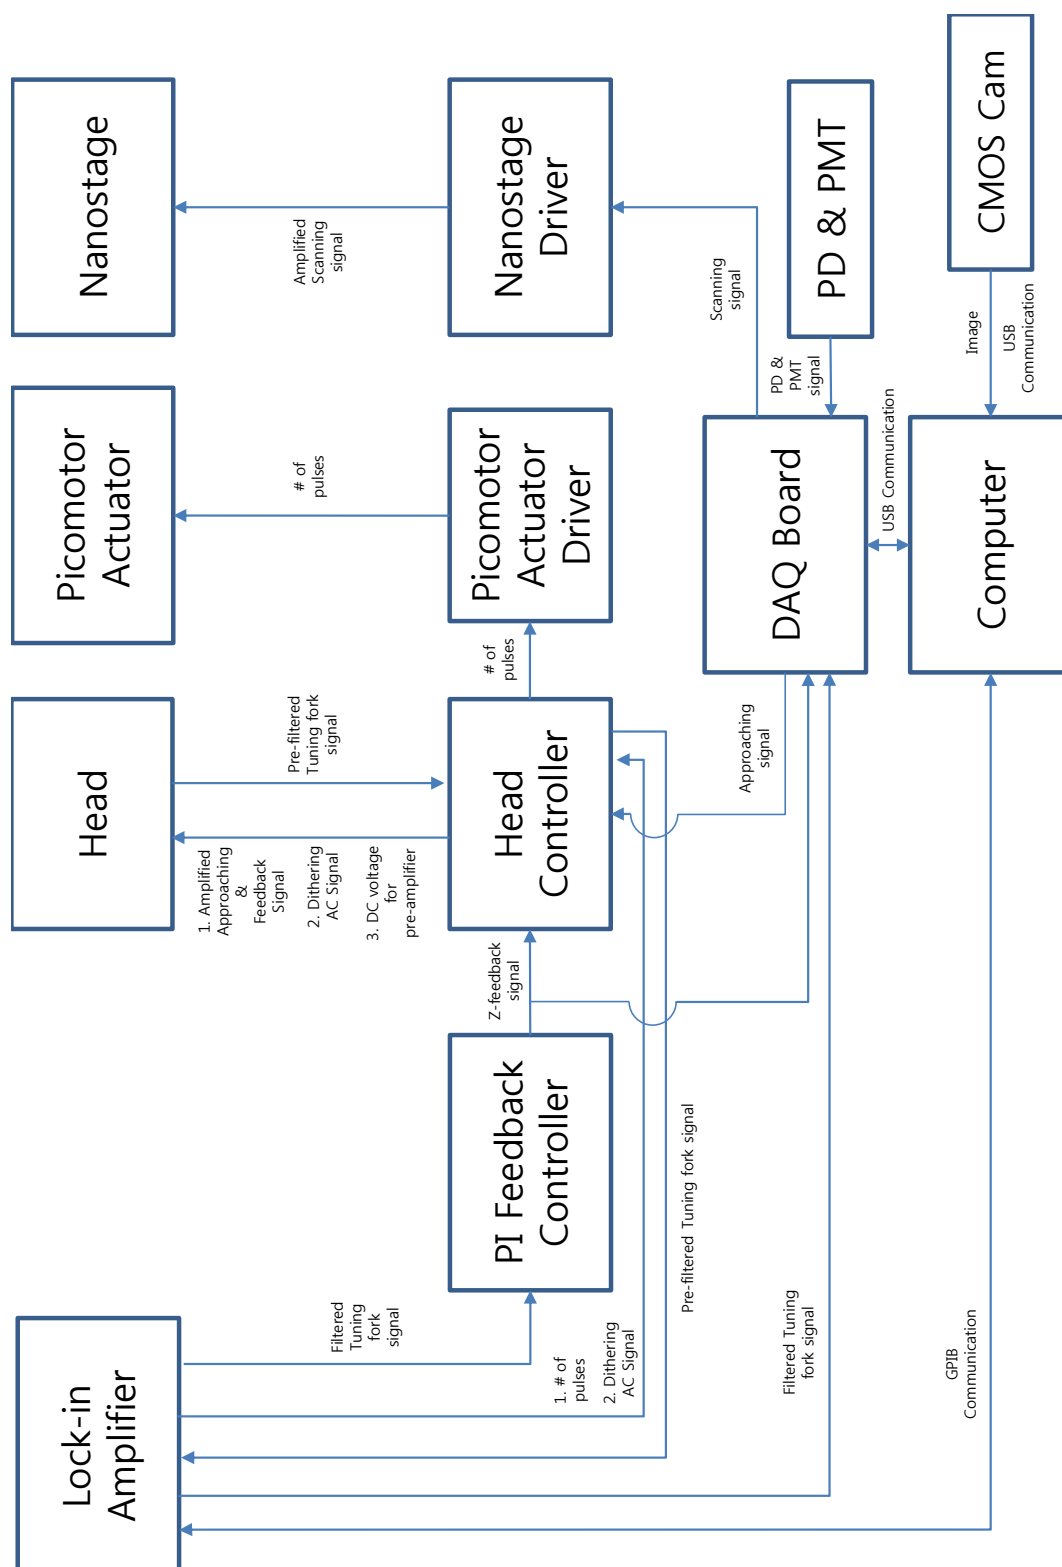 Lock-in
Amplifier
Head
Picomotor
Actuator
Nanostage
Filtered
Tuning
fork
signal
1. Amplified
Approaching
&
Feedback
Signal
2. Dithering
AC Signal
3. DC voltage
for
pre-amplifier
Pre-filtered
Tuning fork
signal
# of
pulses
Amplified
Scanning
signal
PI Feedback
Controller
Z-feedback
signal
Head
Controller
# of
pulses
Picomotor
Actuator
Driver
Nanostage
Driver
1. # of
pulses
2. Dithering
AC Signal
Pre-filtered Tuning fork signal
Approaching
signal
Scanning
signal
Filtered Tuning
fork signal
DAQ Board
PD &
PMT
signal
PD & PMT
USB Communication
GPIB
Communication
Computer
Image
USB
Communication
CMOS Cam